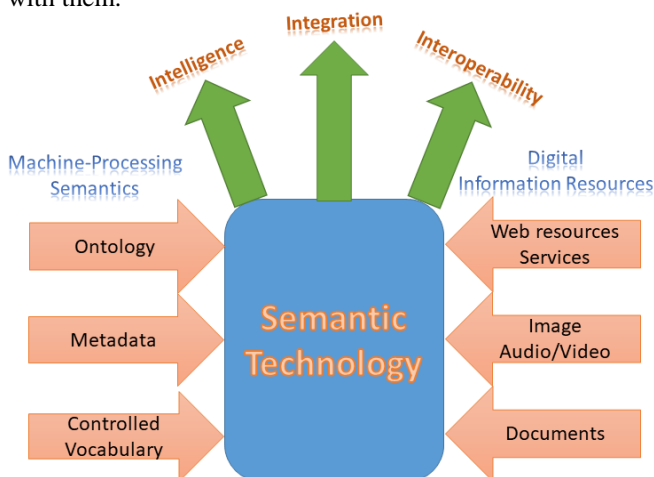 with them.
Integration
Intelligence
Interoperability
Machine-Processing
Semantics
Digital
Information Resources
Ontology
Web resources
Services
Metadata
Semantic
Technology
Image
Audio/Video
Controlled
Vocabulary
Documents